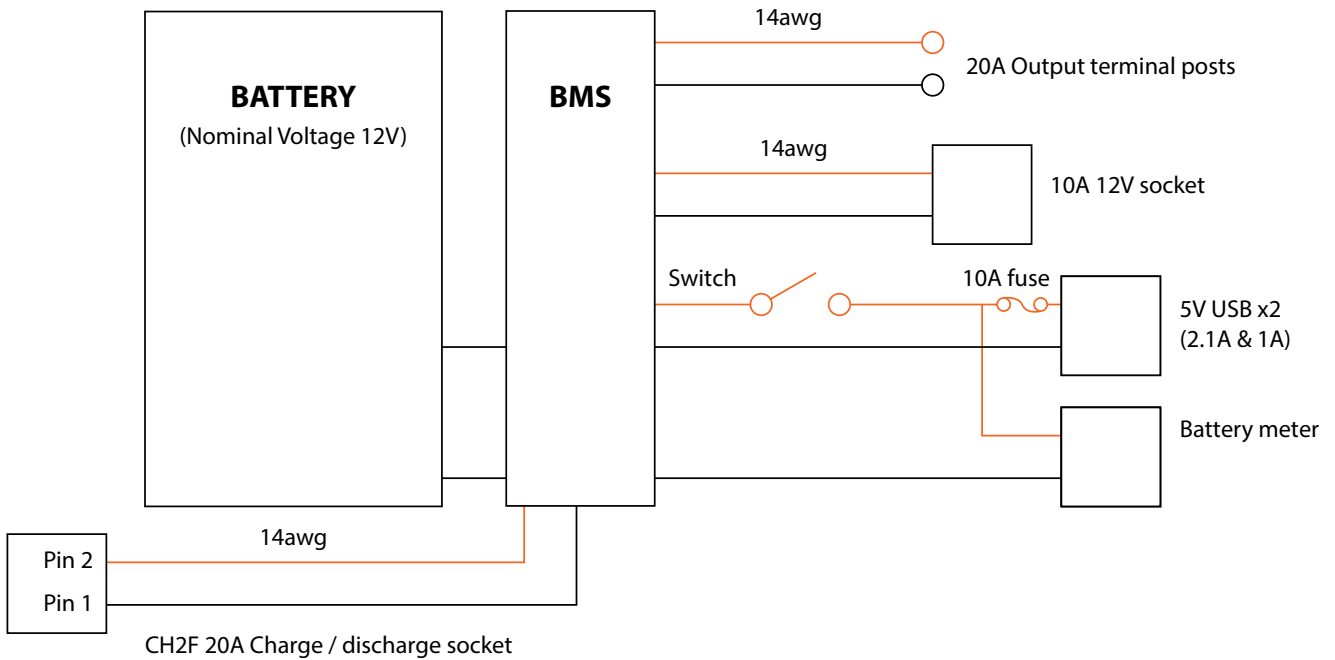 14awg
20A Output terminal posts
BATTERY
(Nominal Voltage 12V)
BMS
14awg
10A 12V socket
Switch
10A fuse
5V USB x2
(2.1A & 1A)
Battery meter
14awg
Pin 2
Pin 1
CH2F 20A Charge / discharge socket